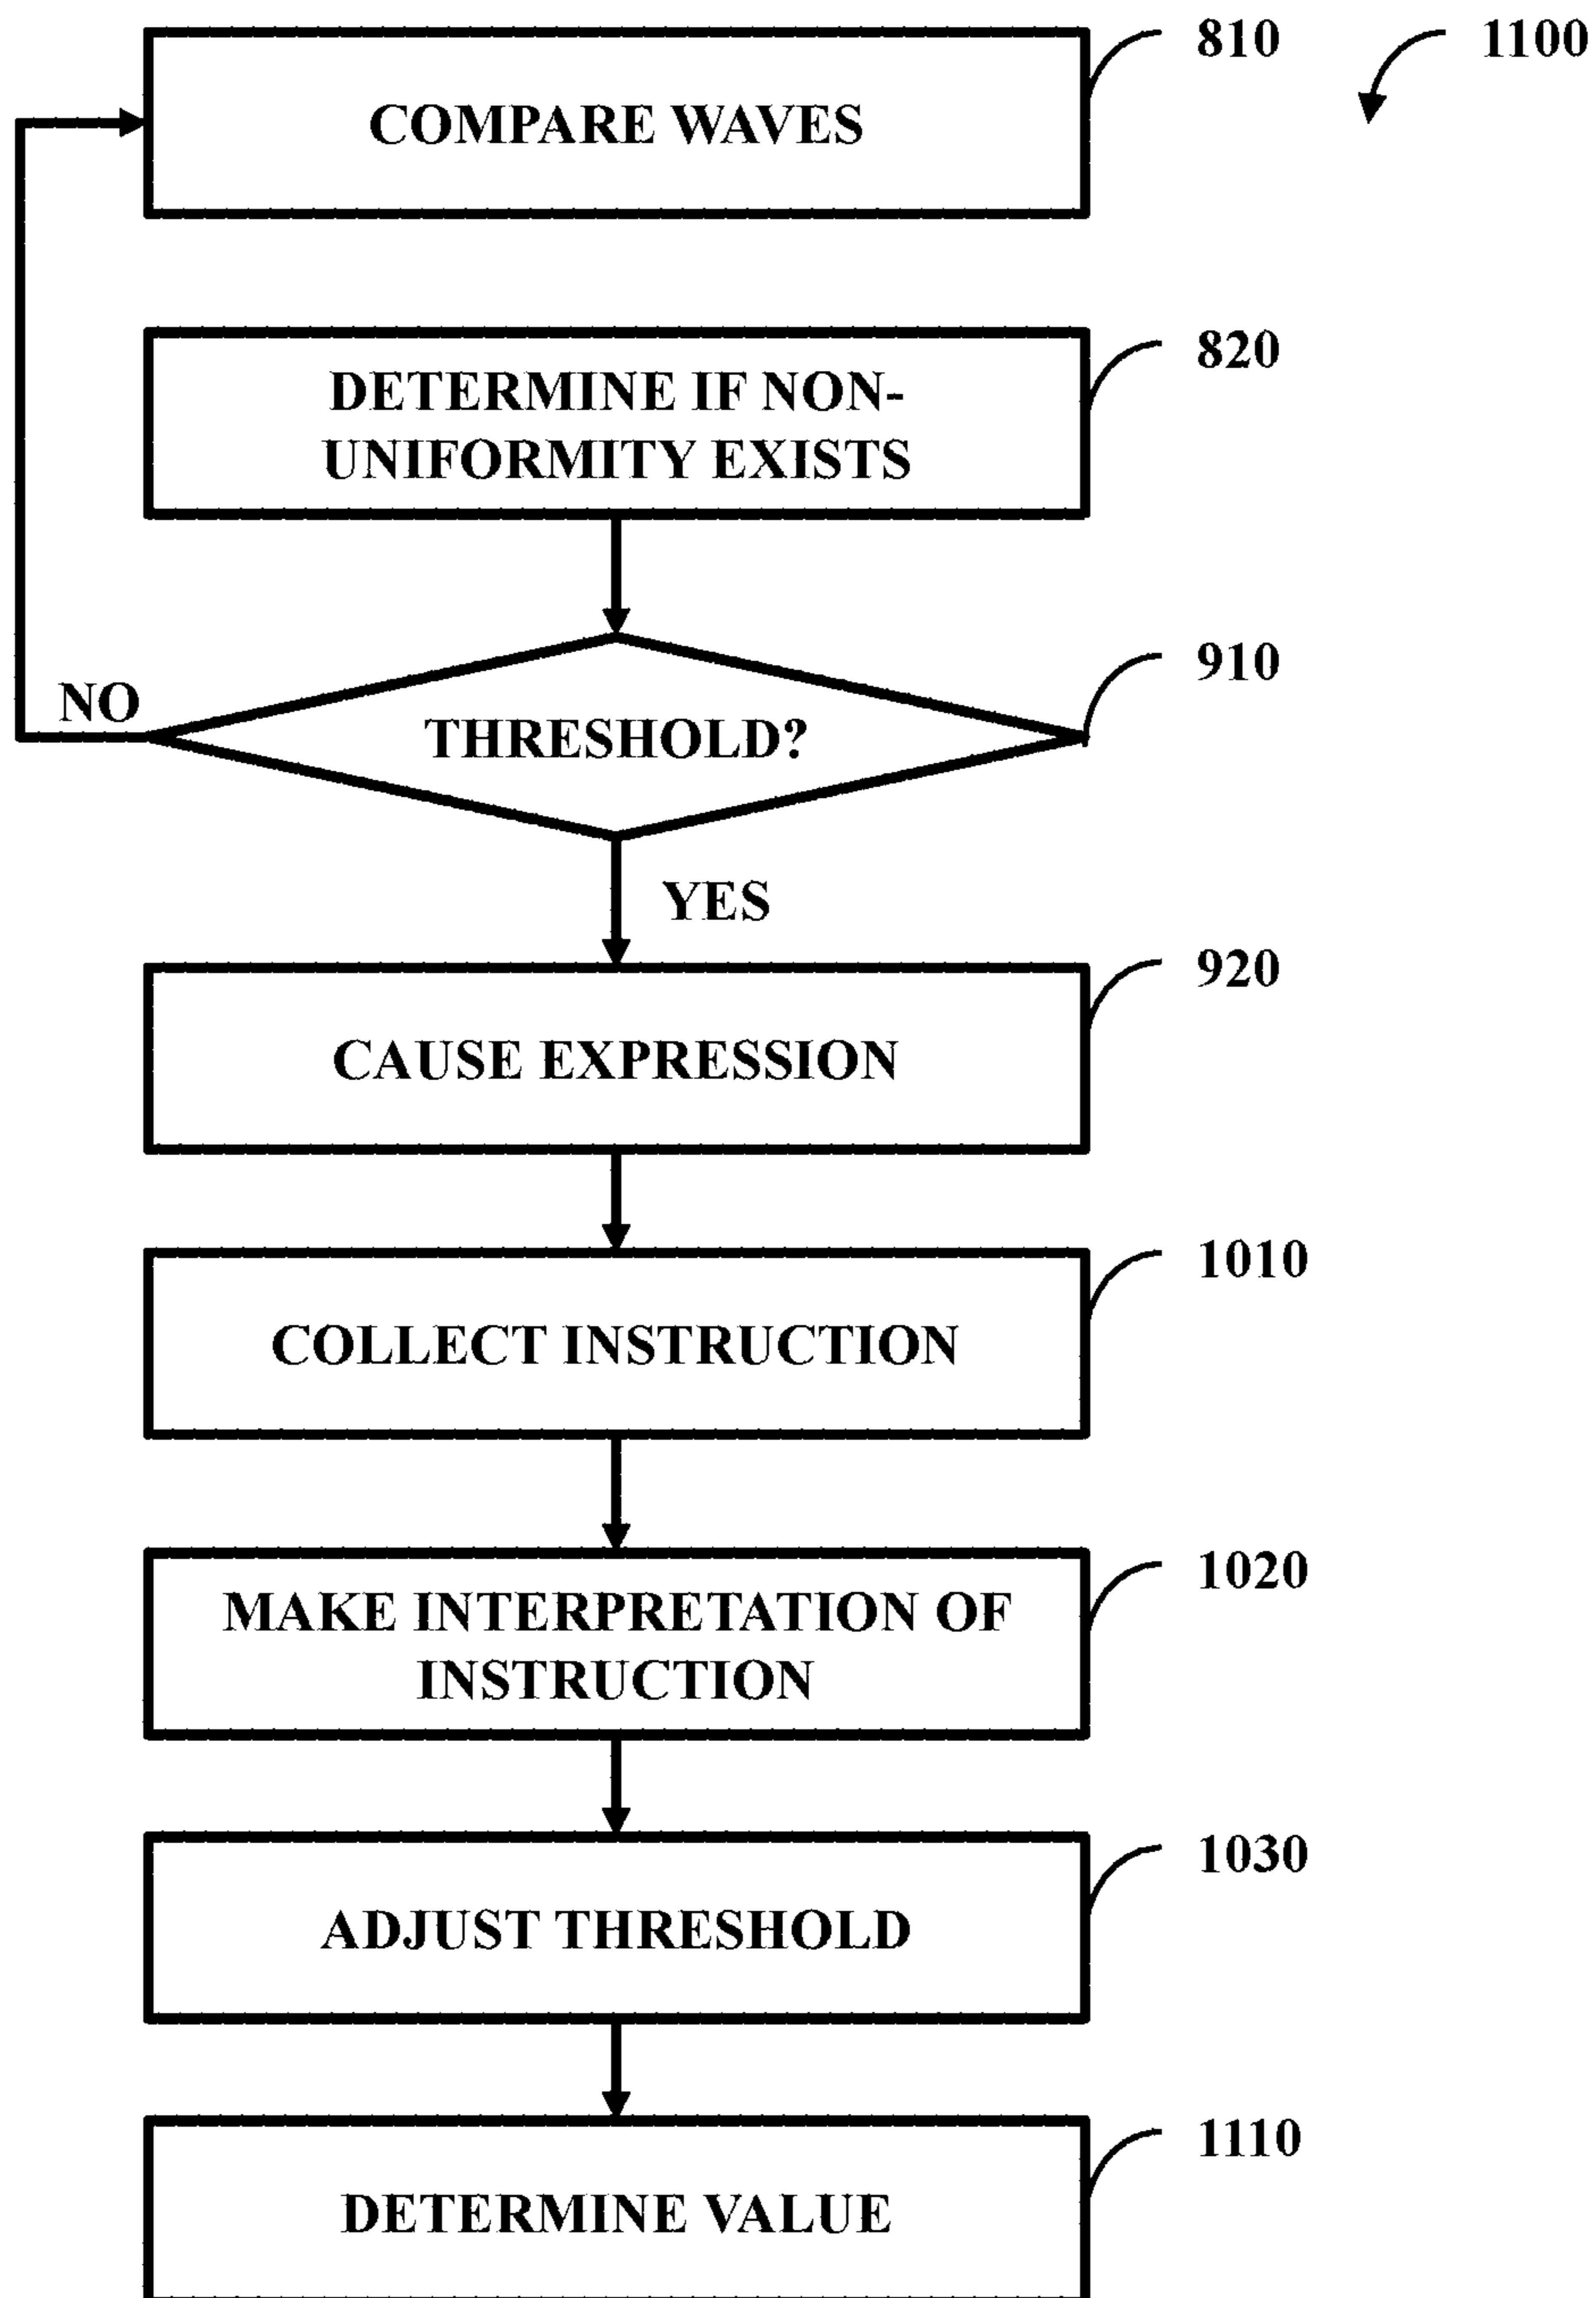 810
1100
COMPARE WAVES
820
DETERMINE IF NON-
UNIFORMITY EXISTS
910
NO
THRESHOLD?
YES
920
CAUSE EXPRESSION
1010
COLLECT INSTRUCTION
1020
MAKE INTERPRETATION OF
INSTRUCTION
1030
ADJUST THRESHOLD
1110
DETERMINE VALUE